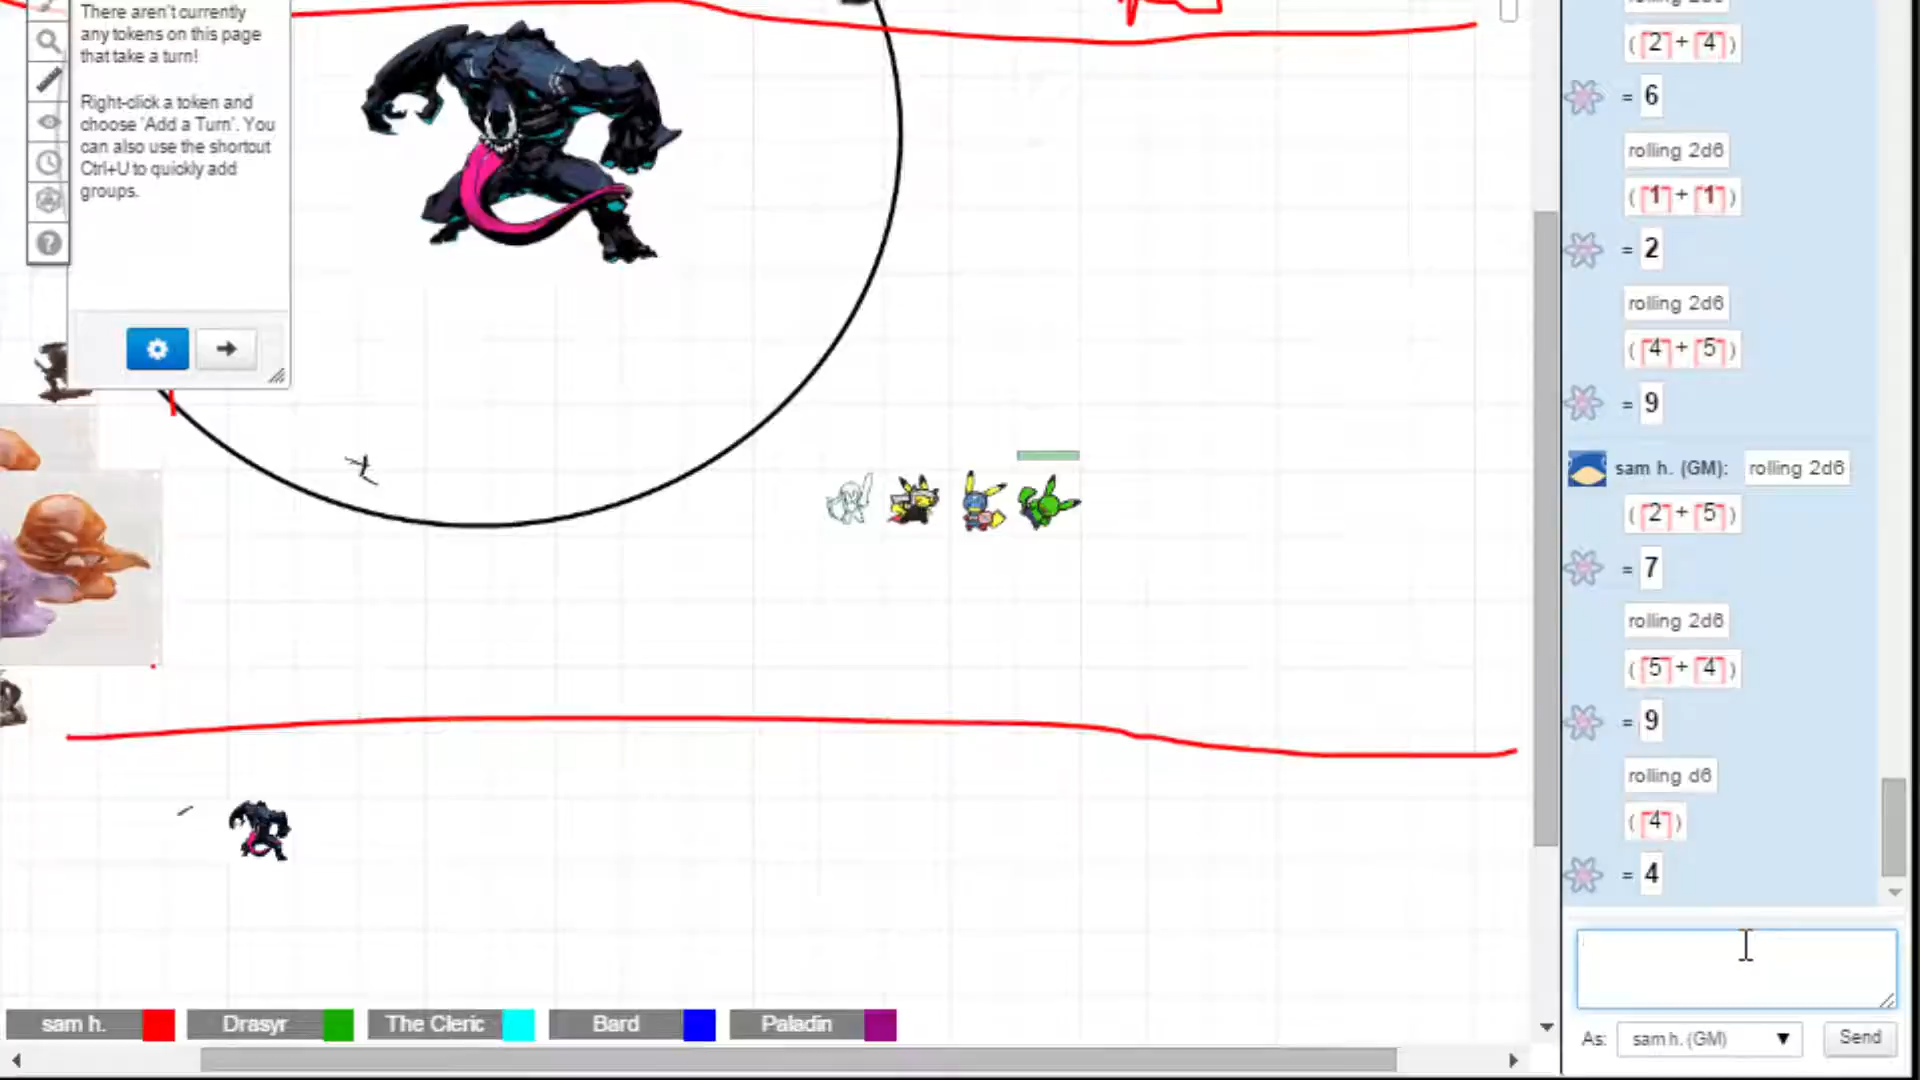 There aren't currently
any tokens on this page
that take a turn!
Right-click a token and
choose 'Add a Turn'. You
can also use the shortcut
Ctrl+U to quickly add
groups.
(2+4)
= 6
rolling 2d6
(1+1)
= 2
rolling 2d6
(4+5)
= 9
sam h. (GM): rolling 2d6
(2+5)
= 7
rolling 2d6
(5+4)
= 9
rolling d6
(4)
= 4
sam h.
Drasyr
The Cleric
Bard
Paladin
As: sam h. (GM)
Send